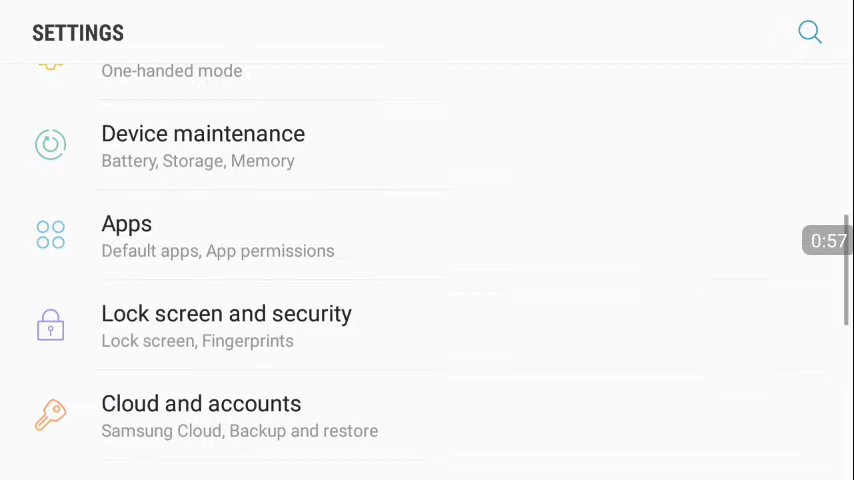 SETTINGS
One-handed mode
Device maintenance
Battery, Storage, Memory
Apps
Default apps, App permissions
0:57
Lock screen and security
Lock screen, Fingerprints
Cloud and accounts
Samsung Cloud, Backup and restore